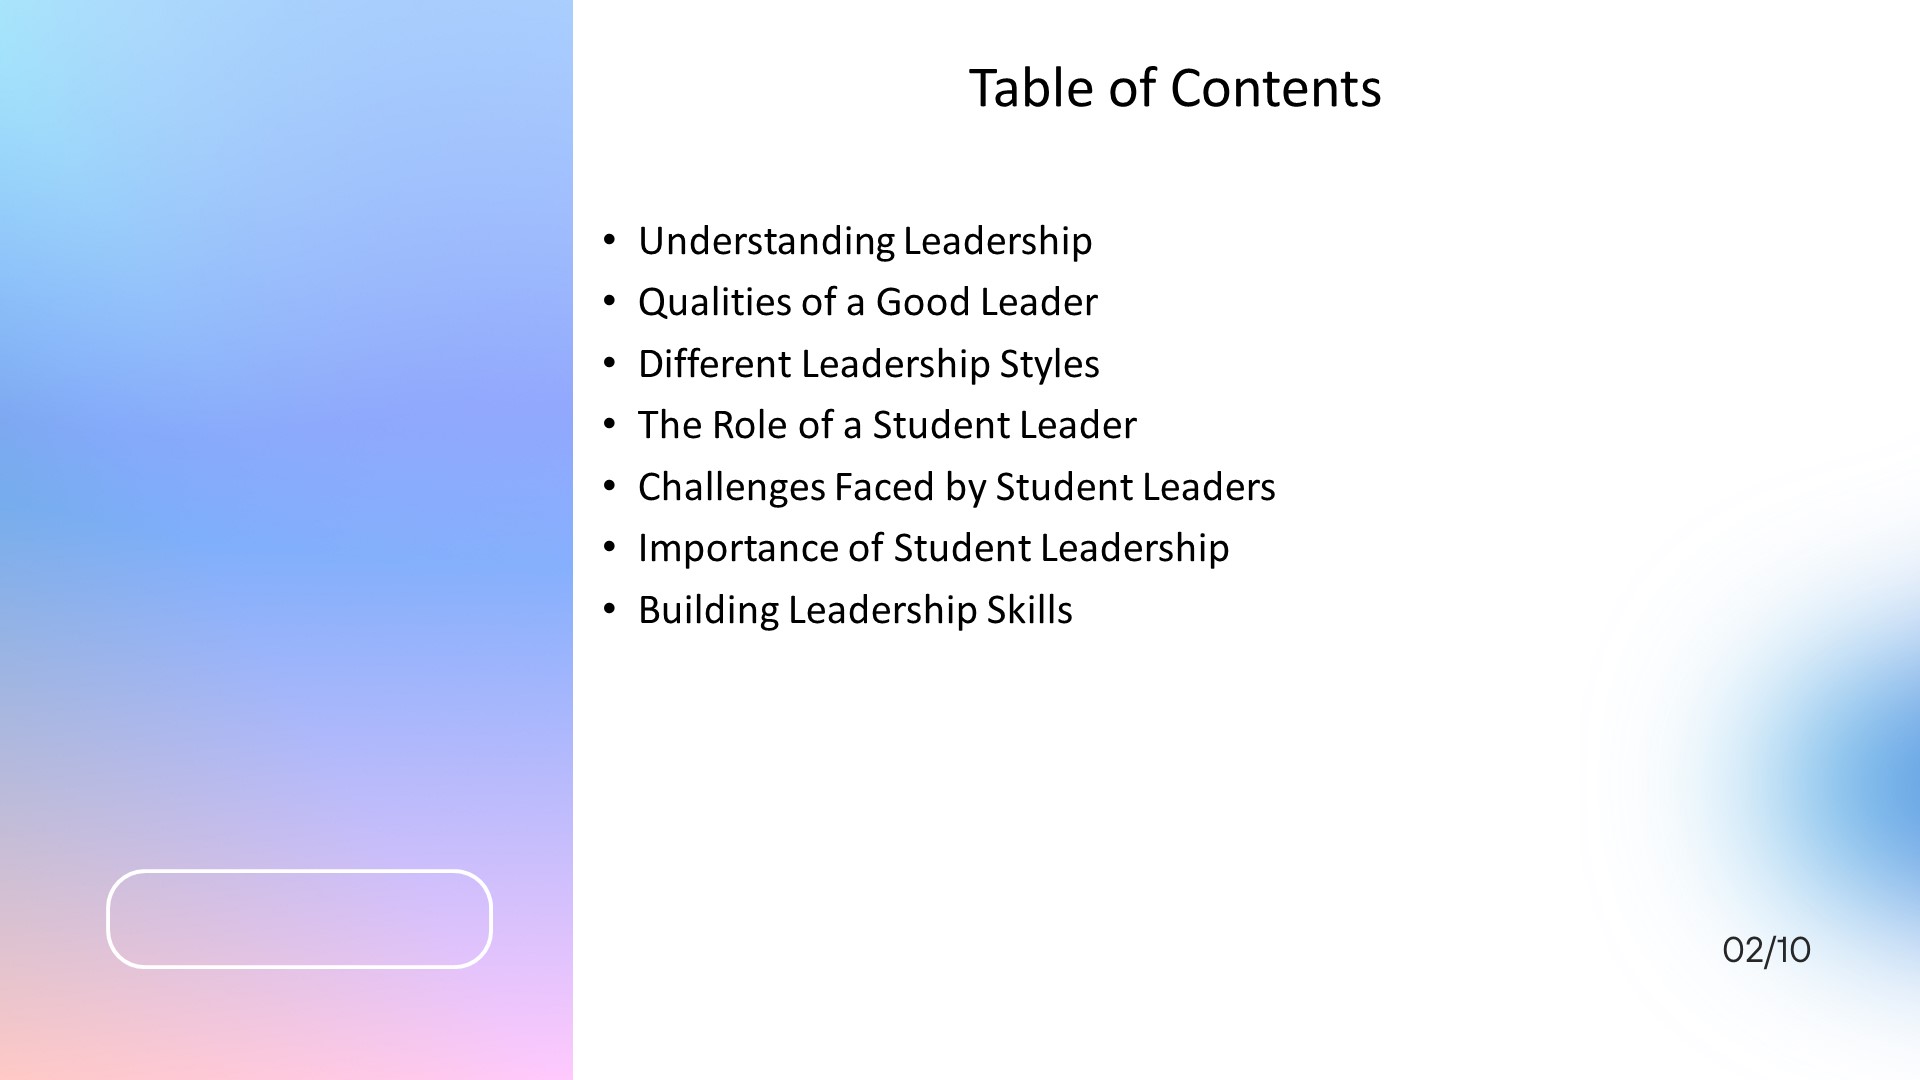 Table of Contents
• Understanding Leadership
• Qualities of a Good Leader
• Different Leadership Styles
• The Role of a Student Leader
• Challenges Faced by Student Leaders
• Importance of Student Leadership
• Building Leadership Skills
02/10